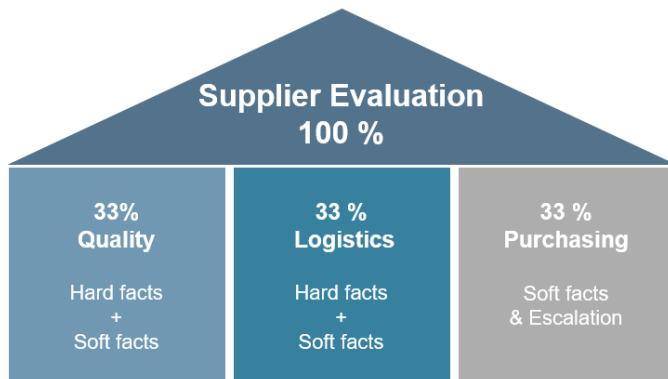 Supplier Evaluation
100 %
33%
Quality
Hard facts
+
Soft facts
33 %
Logistics
Hard facts
+
Soft facts
33 %
Purchasing
Soft facts
& Escalation